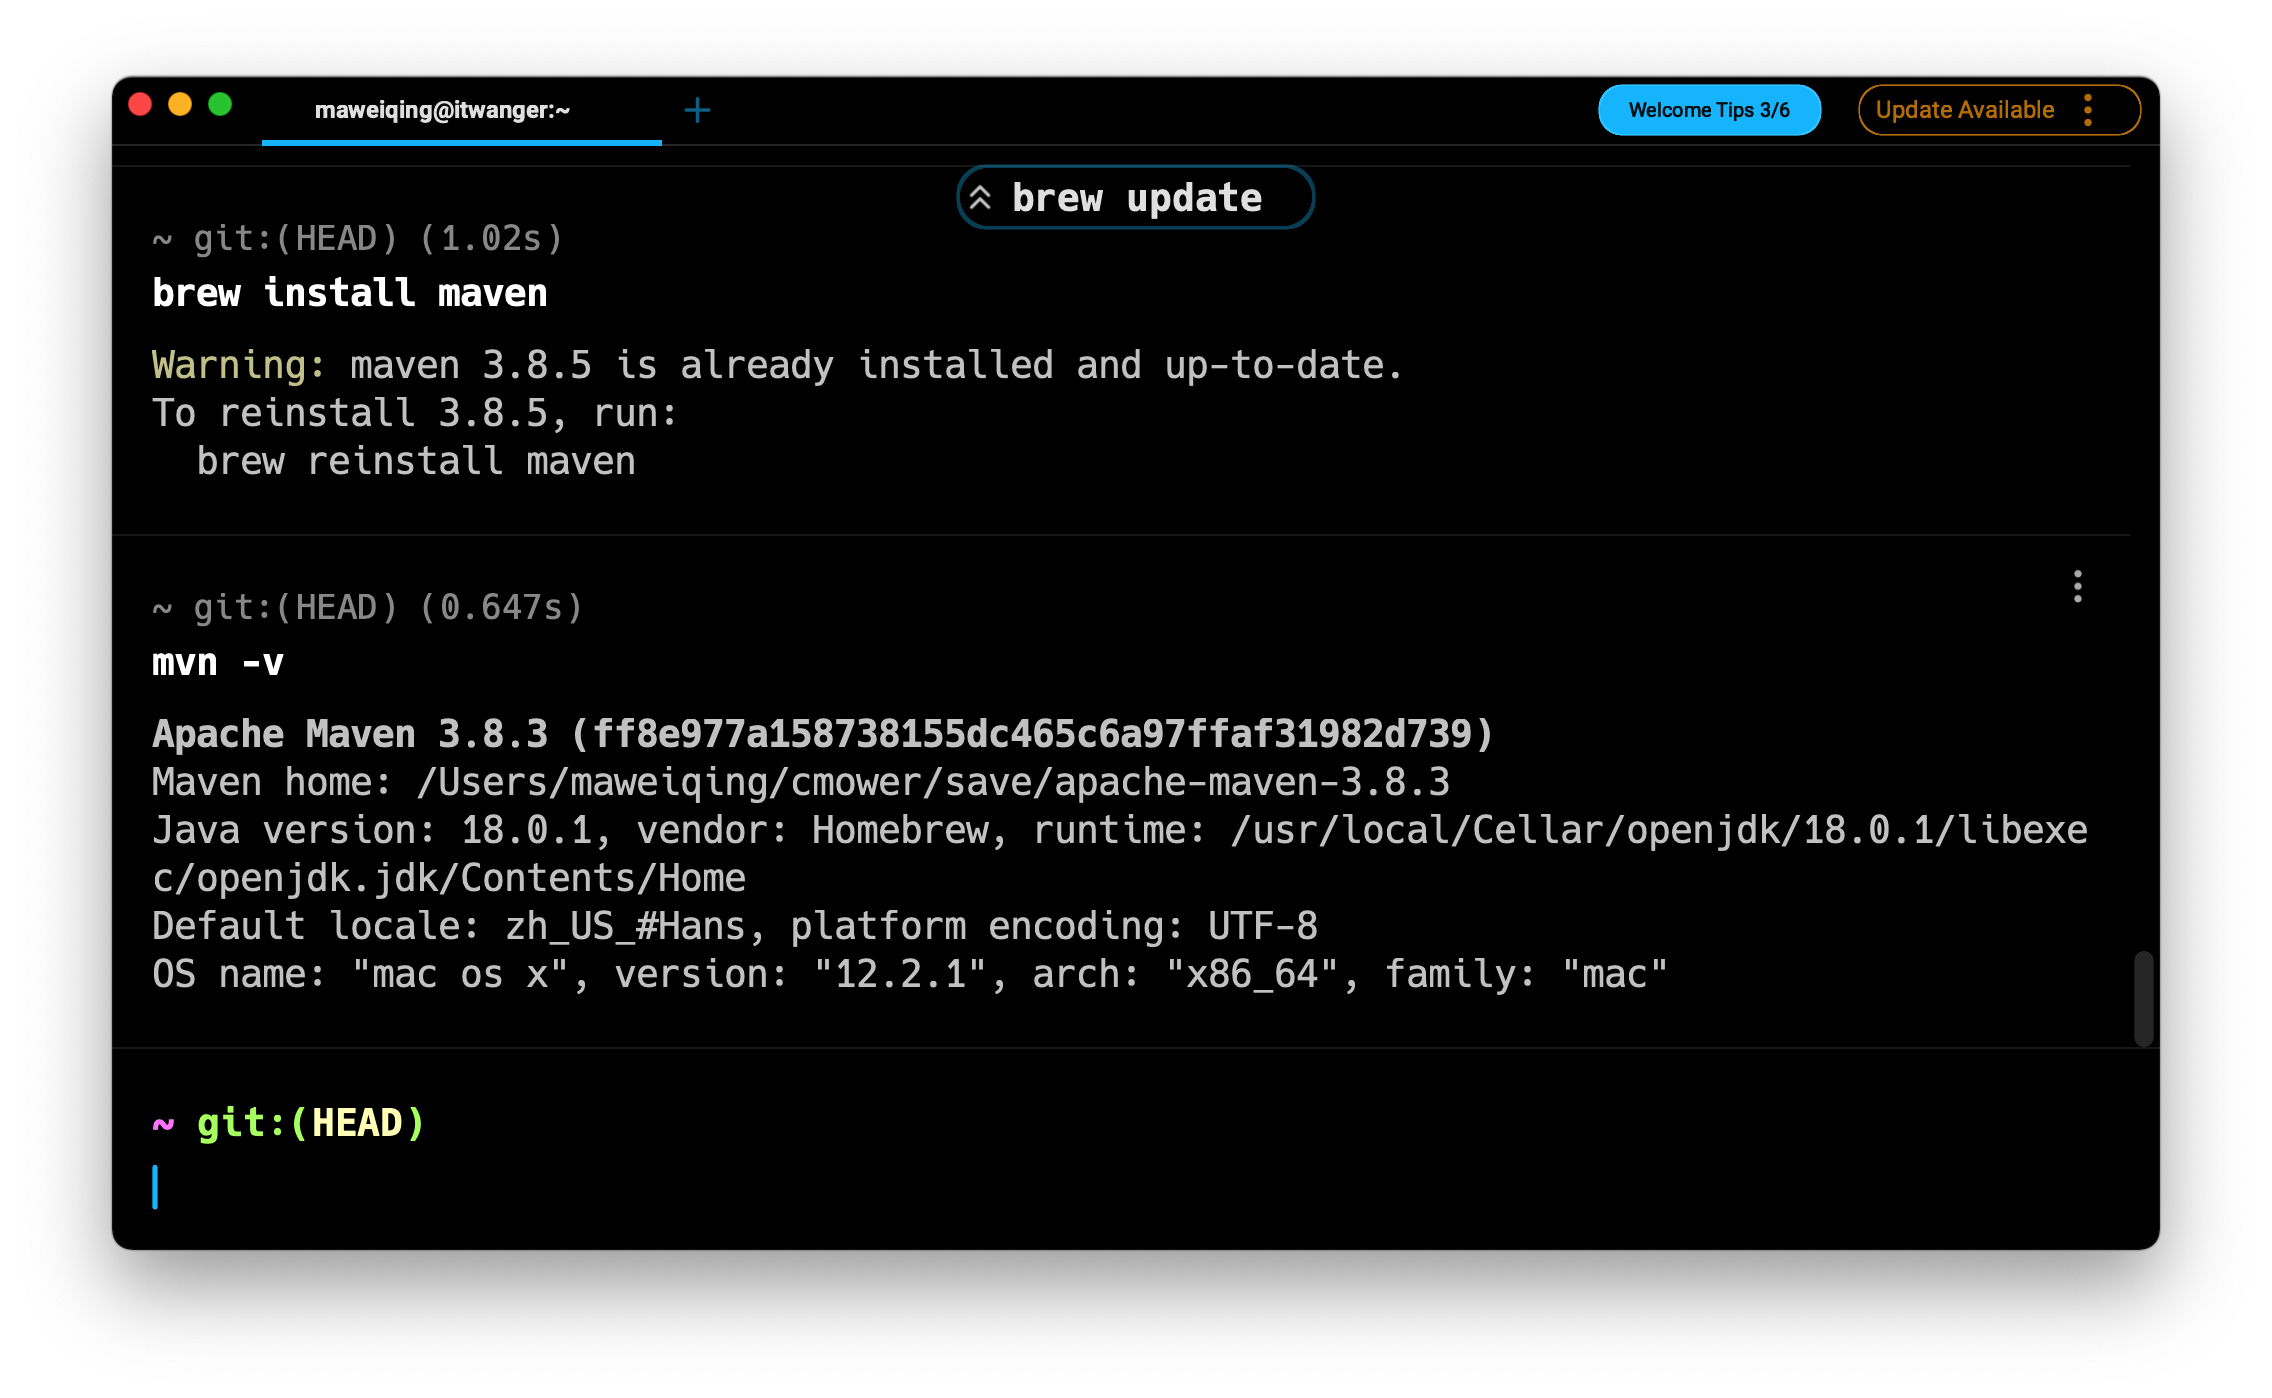 maweiqing@itwanger:~
Welcome Tips 3/6
Update Available
brew update
~ git:(HEAD) (1.02s)
brew install maven
Warning: maven 3.8.5 is already installed and up-to-date.
To reinstall 3.8.5, run:
  brew reinstall maven
~ git:(HEAD) (0.647s)
mvn -v
Apache Maven 3.8.3 (ff8e977a158738155dc465c6a97ffaf31982d739)
Maven home: /Users/maweiqing/cmower/save/apache-maven-3.8.3
Java version: 18.0.1, vendor: Homebrew, runtime: /usr/local/Cellar/openjdk/18.0.1/libexe
c/openjdk.jdk/Contents/Home
Default locale: zh_US_#Hans, platform encoding: UTF-8
OS name: "mac os x", version: "12.2.1", arch: "x86_64", family: "mac"
~ git:(HEAD)